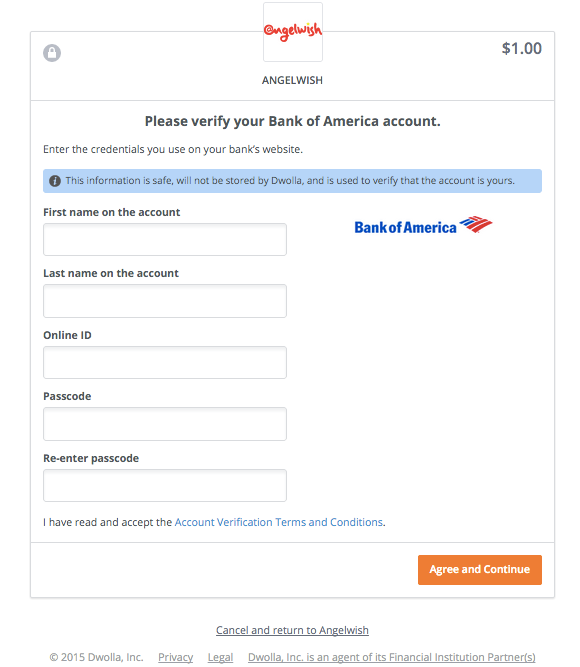 @ngelwish
$1.00
ANGELWISH
Please verify your Bank of America account.
Enter the credentials you use on your bank's website.
This information is safe, will not be stored by Dwolla, and is used to verify that the account is yours.
First name on the account
Bank of America
Last name on the account
Online ID
Passcode
Re-enter passcode
I have read and accept the Account Verification Terms and Conditions.
Agree and Continue
Cancel and return to Angelwish
© 2015 Dwolla, Inc. Privacy Legal Dwolla, Inc. is an agent of its Financial Institution Partner(s)